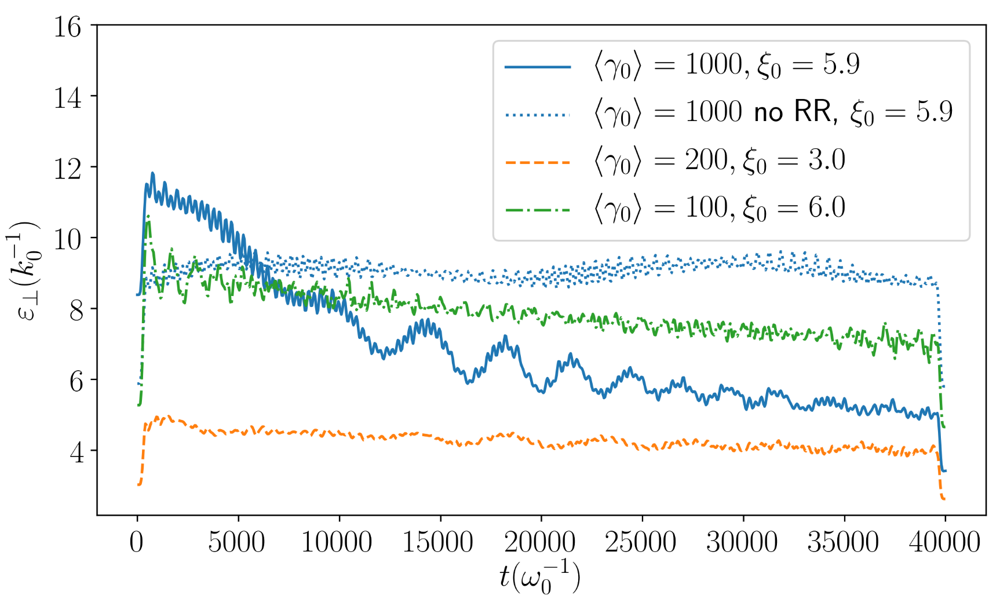 16
14
12
10
8
6
4
ε⊥(k₀⁻¹)
⟨γ₀⟩ = 1000, ξ₀ = 5.9
⟨γ₀⟩ = 1000 no RR, ξ₀ = 5.9
⟨γ₀⟩ = 200, ξ₀ = 3.0
⟨γ₀⟩ = 100, ξ₀ = 6.0
0 5000 10000 15000 20000 25000 30000 35000 40000
t(ω₀⁻¹)